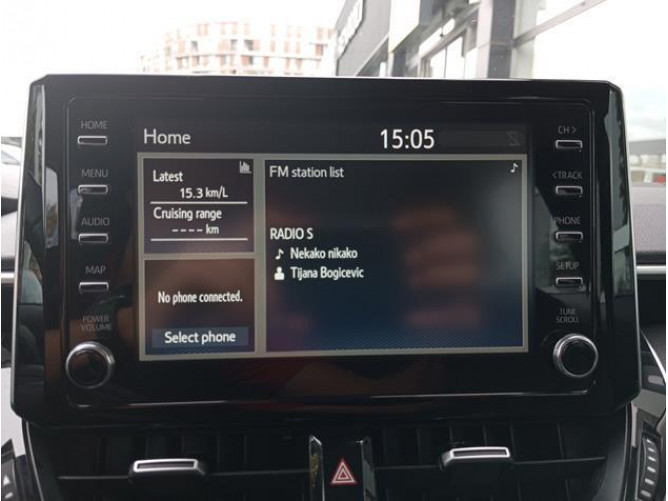 HOME
MENU
AUDIO
MAP
POWER
VOLUME
Home
15:05
Latest
15.3 km/L
Cruising range
---- km
No phone connected.
Select phone
FM station list
RADIO S
Nekako nikako
Tijana Bogicevic
CH >
< TRACK
PHONE
SETUP
TUNE
SCROLL